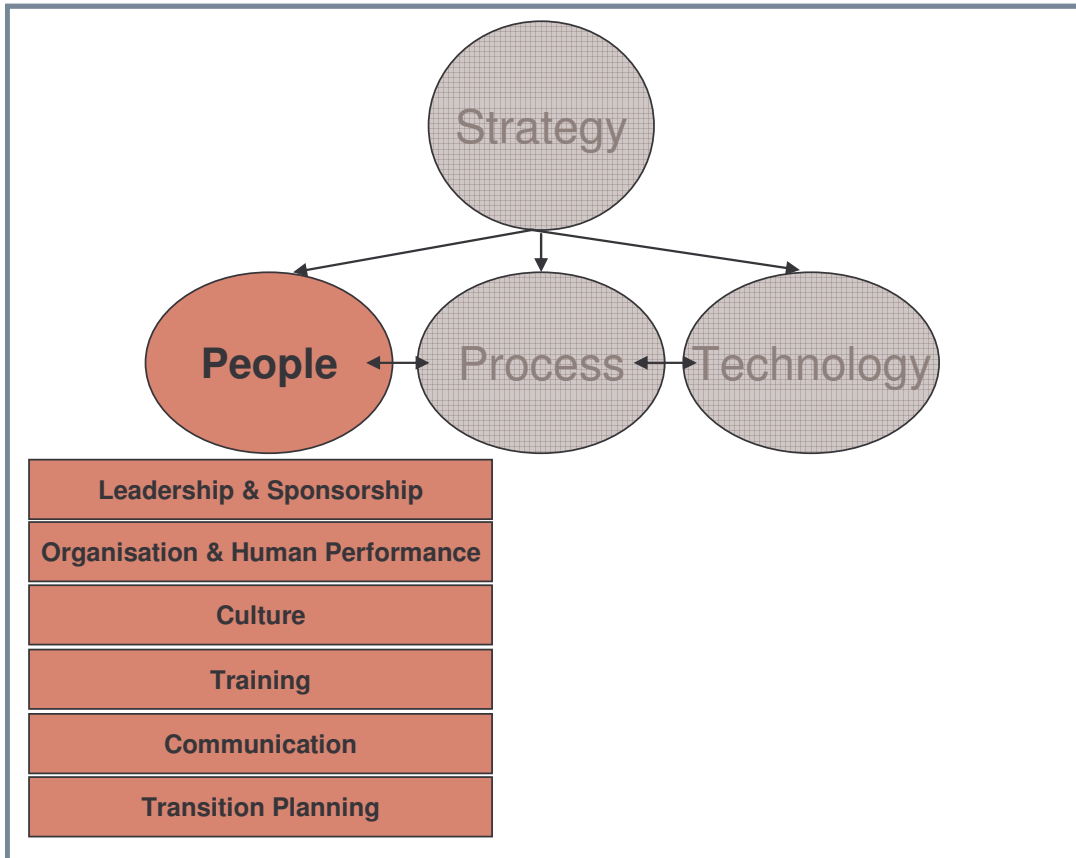 Strategy
People
Process
Technology
Leadership & Sponsorship
Organisation & Human Performance
Culture
Training
Communication
Transition Planning